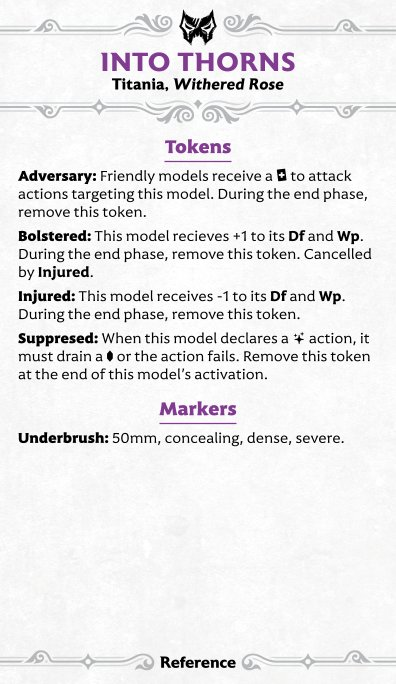 INTO THORNS
Titania, Withered Rose
Tokens
Adversary: Friendly models receive a to attack
actions targeting this model. During the end phase,
remove this token.
Bolstered: This model recieves +1 to its Df and Wp.
During the end phase, remove this token. Cancelled
by Injured.
Injured: This model receives -1 to its Df and Wp.
During the end phase, remove this token.
Suppresed: When this model declares a action, it
must drain a or the action fails. Remove this token
at the end of this model’s activation.
Markers
Underbrush: 50mm, concealing, dense, severe.
Reference